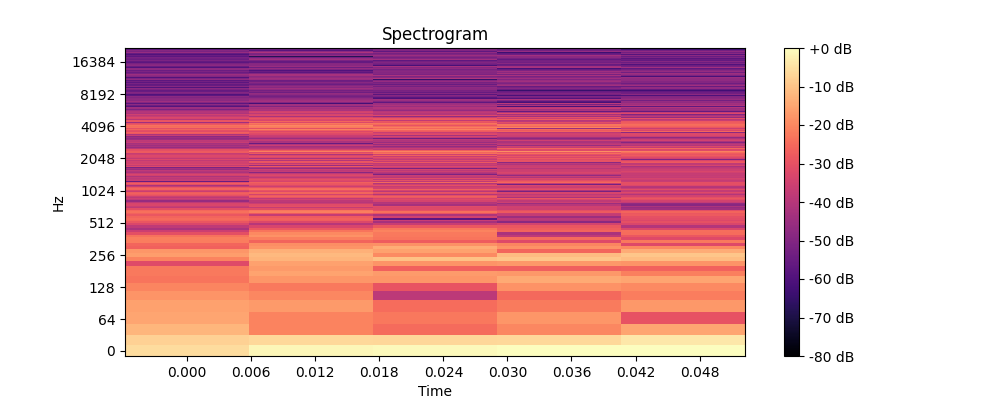 Spectrogram
Hz
16384
8192
4096
2048
1024
512
256
128
64
0
0.000 0.006 0.012 0.018 0.024 0.030 0.036 0.042 0.048
Time
+0 dB
-10 dB
-20 dB
-30 dB
-40 dB
-50 dB
-60 dB
-70 dB
-80 dB